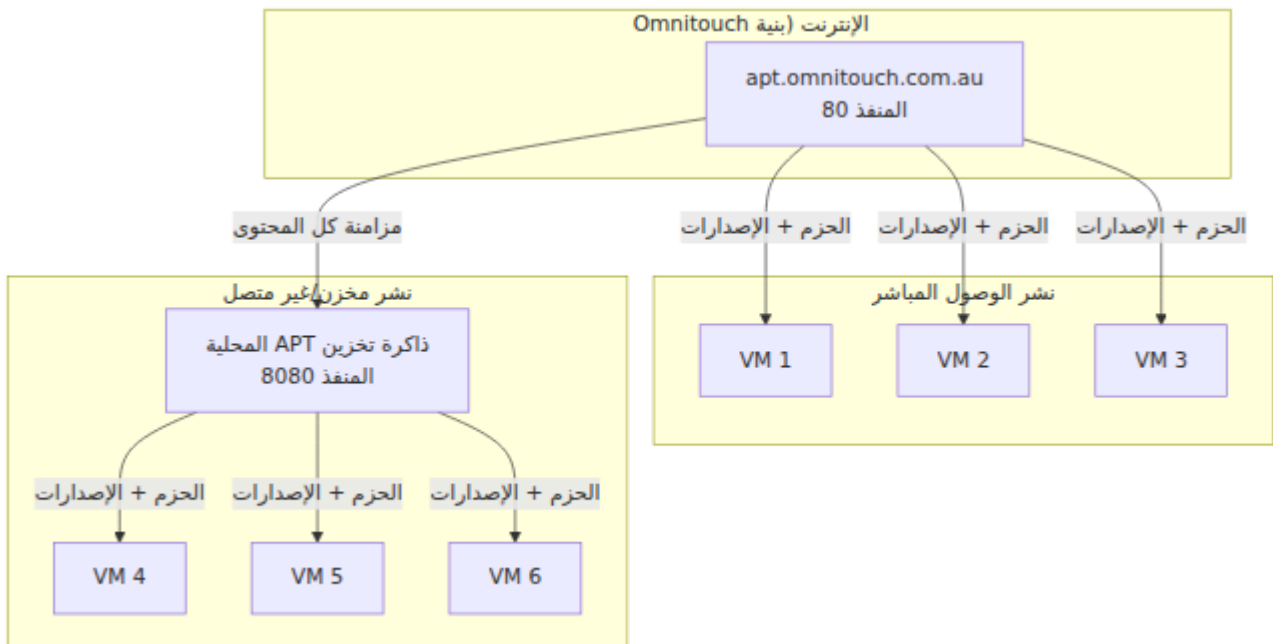 الإنترنت (بنية Omnitouch
apt.omnitouch.com.au
المنفذ 80
مزامنة كل المحتوى
الحزم + الإصدارات
الحزم + الإصدارات
الحزم + الإصدارات
نشر مخزن/غير متصل
نشر الوصول المباشر
ذاكرة تخزين APT المحلية
المنفذ 8080
VM 1
VM 2
VM 3
الحزم + الإصدارات
الحزم + الإصدارات
الحزم + الإصدارات
VM 4
VM 5
VM 6